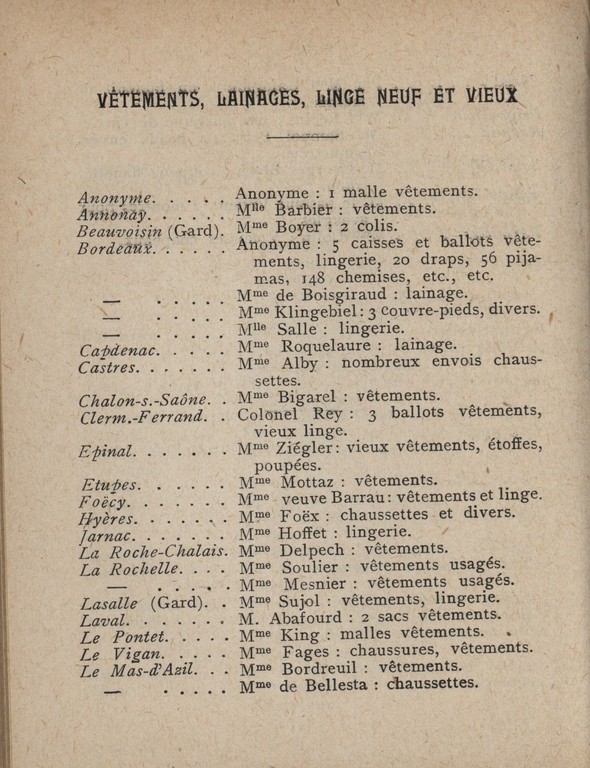 VÊTEMENTS, LAINAGES, LINGE NEUF ET VIEUX
Anonyme. . . . . Anonyme : 1 malle vêtements.
Annonay. . . . . . Mlle Barbier : vêtements.
Beauvoisin (Gard). Mme Boyer : 2 colis.
Bordeaux. . . . . . Anonyme : 5 caisses et ballots vête-
ments, lingerie, 20 draps, 56 pija-
mas, 148 chemises, etc., etc.
— . . . . . Mme de Boisgiraud : lainage.
— . . . . . Mme Klingebiel : 3 couvre-pieds, divers.
— . . . . . Mlle Salle : lingerie.
Capdenac. . . . . Mme Roquelaure : lainage.
Castres. . . . . . . Mme Alby : nombreux envois chaus-
settes.
Chalon-s.-Saône. . Mme Bigarel : vêtements.
Clerm.-Ferrand. . Colonel Rey : 3 ballots vêtements,
vieux linge.
Epinal. . . . . . . Mme Ziégler : vieux vêtements, étoffes,
poupées.
Etupes. . . . . . Mme Mottaz : vêtements.
Foëcy. . . . . . . Mme veuve Barrau : vêtements et linge.
Hyères. . . . . . . Mme Foëx : chaussettes et divers.
Jarnac. . . . . . . Mme Hoffet : lingerie.
La Roche-Chalais. Mme Delpech : vêtements.
La Rochelle. . . . Mme Soulier : vêtements usagés.
— . . . . . Mme Mesnier : vêtements usagés.
Lasalle (Gard). . Mme Sujol : vêtements, lingerie.
Laval. . . . . . . M. Abafourd : 2 sacs vêtements.
Le Pontet. . . . . Mme King : malles vêtements.
Le Vigan. . . . . Mme Fages : chaussures, vêtements.
Le Mas-d'Azil. . . Mme Bordreuil : vêtements.
— . . . . . Mme de Bellesta : chaussettes.